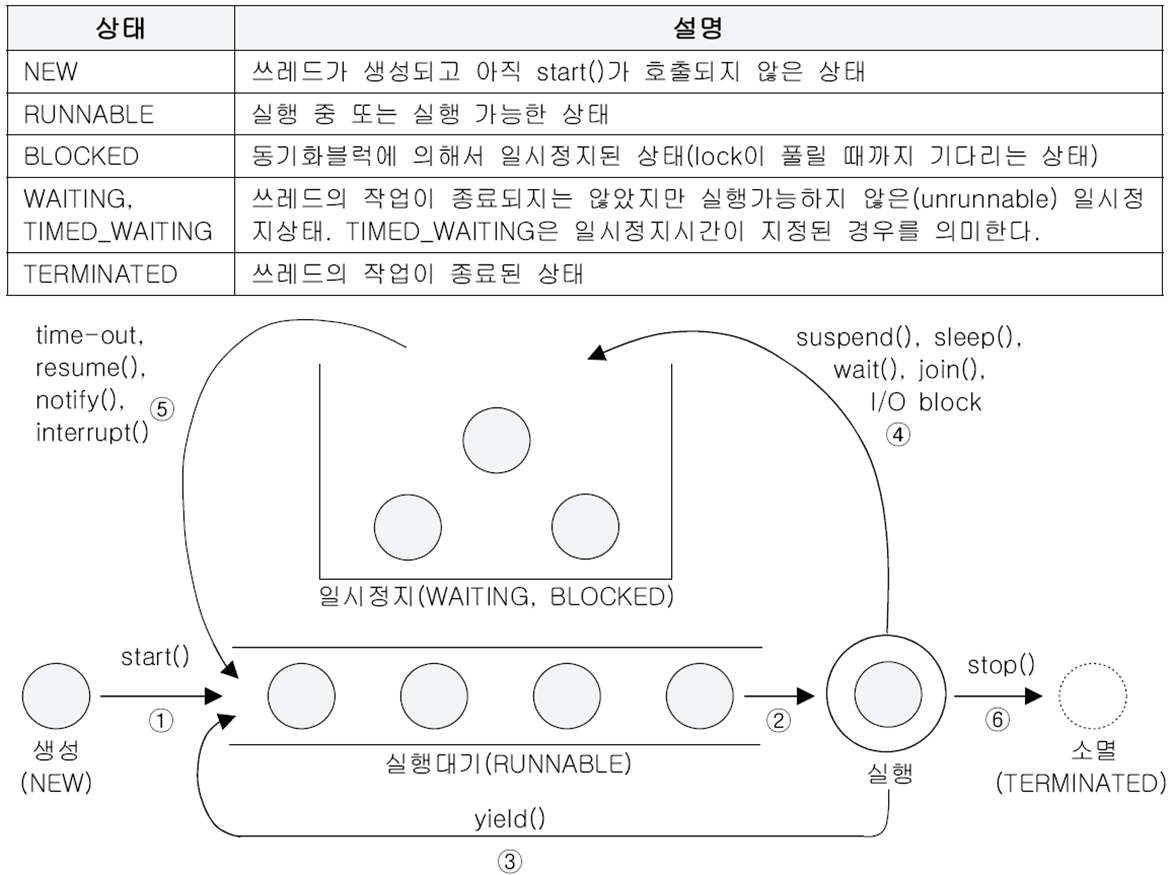 상태 설명
NEW 쓰레드가 생성되고 아직 start()가 호출되지 않은 상태
RUNNABLE 실행 중 또는 실행 가능한 상태
BLOCKED 동기화블럭에 의해서 일시정지된 상태(lock이 풀릴 때까지 기다리는 상태)
WAITING, 쓰레드의 작업이 종료되지는 않았지만 실행가능하지 않은(unrunnable) 일시정
TIMED_WAITING 지상태. TIMED_WAITING은 일시정지시간이 지정된 경우를 의미한다.
TERMINATED 쓰레드의 작업이 종료된 상태
time-out,
resume(),
notify(),
interrupt()
⑤
suspend(), sleep(),
wait(), join(),
I/O block
④
일시정지(WAITING, BLOCKED)
start()
①
생성
(NEW)
실행대기(RUNNABLE)
②
실행
stop()
⑥
소멸
(TERMINATED)
yield()
③